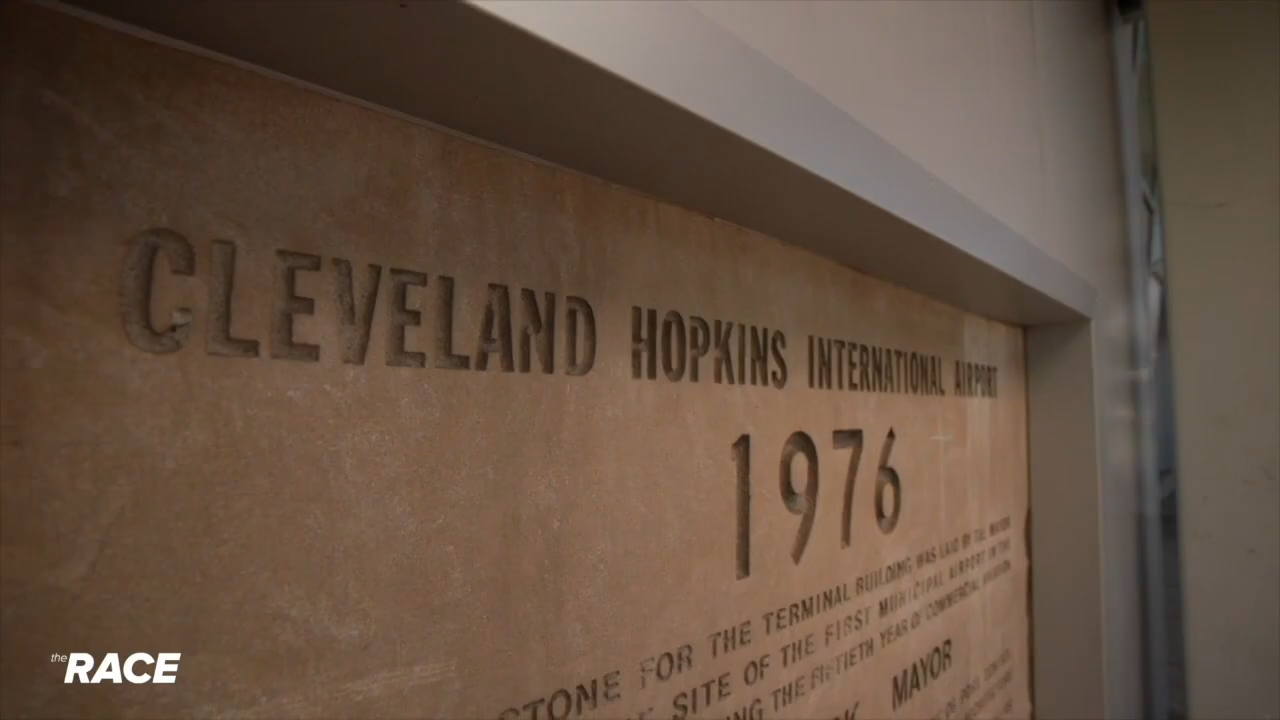 CLEVELAND HOPKINS INTERNATIONAL AIRPORT
1976
STONE FOR THE TERMINAL BUILDING WAS LAID BY THE MAYOR
SITE OF THE FIRST MUNICIPAL AIRPORT IN THE
THE FIFTIETH YEAR OF COMMERCIAL
MAYOR
the RACE